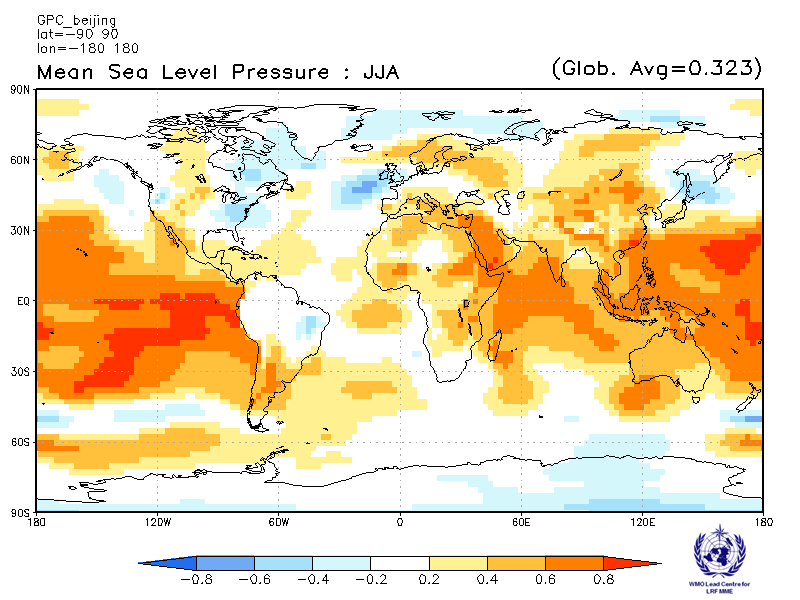 GPC_beijing
lat=-90 90
lon=-180 180
Mean Sea Level Pressure : JJA
(Glob. Avg=0.323)
90N
60N
30N
EQ
30S
60S
90S
180 120W 60W 0 60E 120E 180
-0.8 -0.6 -0.4 -0.2 0.2 0.4 0.6 0.8
WMO Lead Centre for
LRF MME